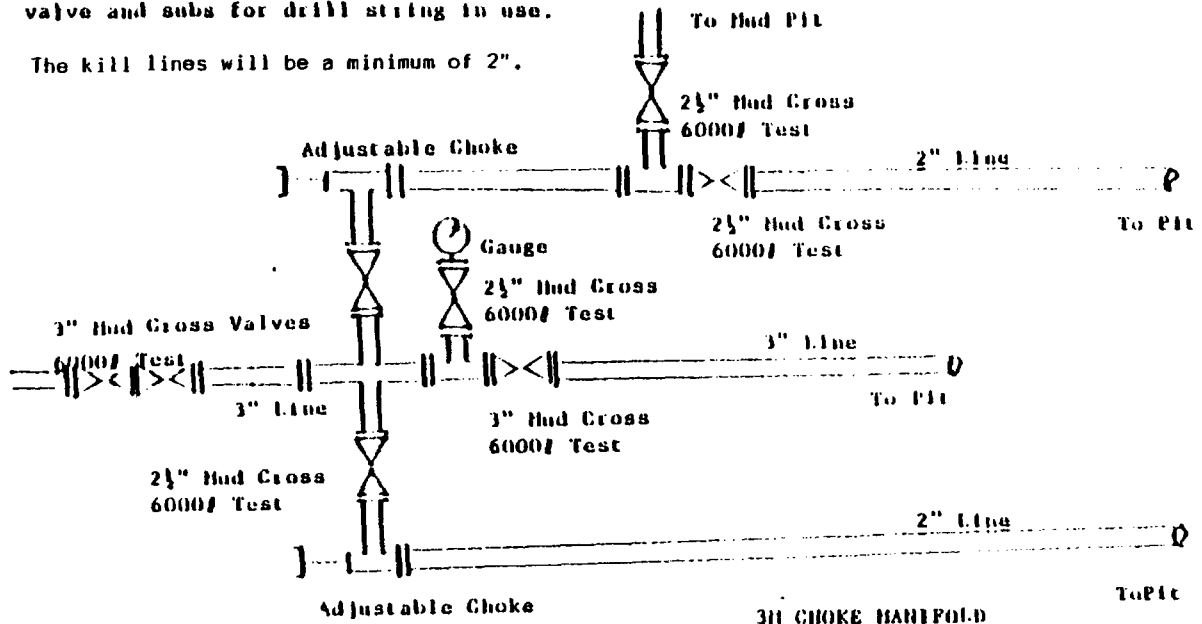 valve and subs for drill string in use.
The kill lines will be a minimum of 2".
To Mud Pit
2½" Mud Cross
6000# Test
Adjustable Choke
2" Line
2½" Mud Cross
6000# Test
To Pit
Gauge
2½" Mud Cross
6000# Test
3" Mud Cross Valves
6000# Test
3" Line
3" Line
To Pit
3" Mud Cross
6000# Test
2½" Mud Cross
6000# Test
2" Line
Adjustable Choke
ToPit
3M CHOKE MANIFOLD